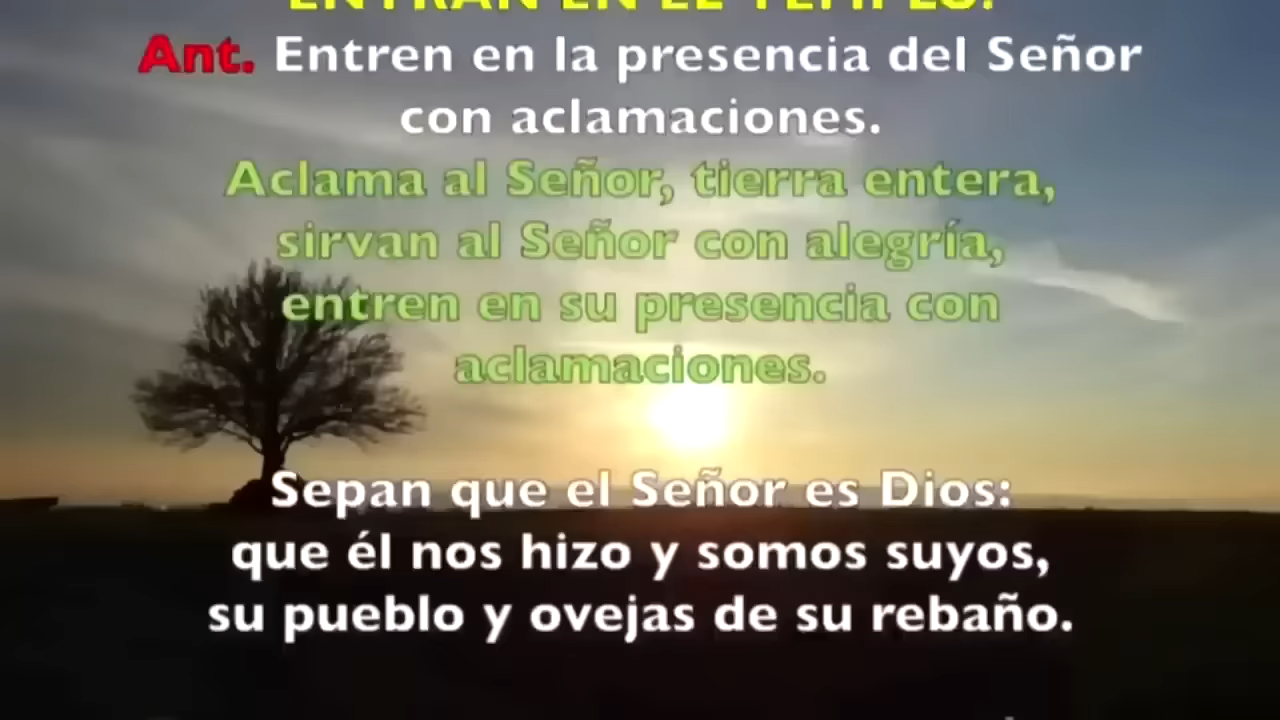 ENTRAN EN EL TEMPLO.
Ant. Entren en la presencia del Señor
con aclamaciones.
Aclama al Señor, tierra entera,
sirvan al Señor con alegría,
entren en su presencia con
aclamaciones.
Sepan que el Señor es Dios:
que él nos hizo y somos suyos,
su pueblo y ovejas de su rebaño.